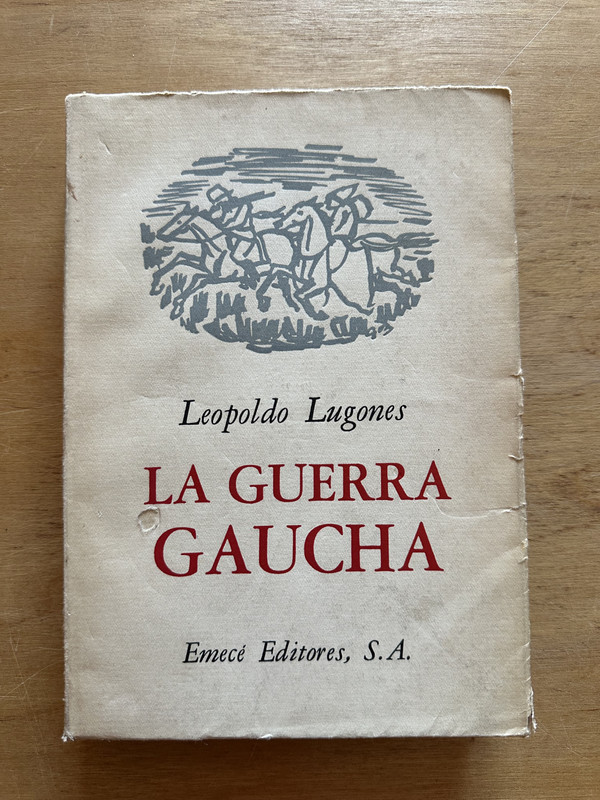 Leopoldo Lugones
LA GUERRA
GAUCHA
Emecé Editores, S.A.